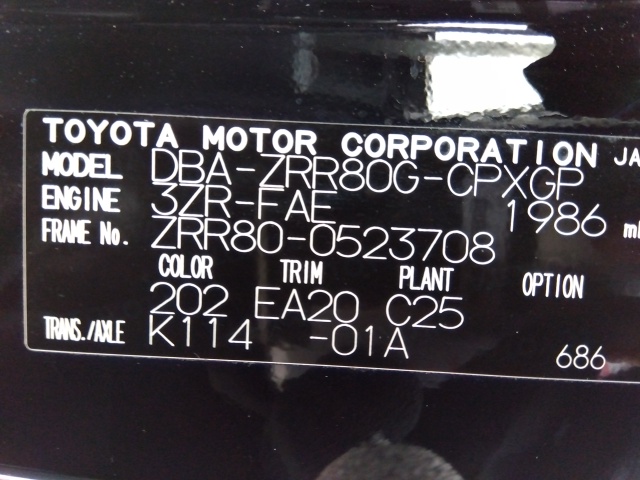 TOYOTA MOTOR CORPORATION JA
MODEL DBA-ZRR80G-CPXGP
ENGINE 3ZR-FAE 1986 m
FRAME No. ZRR80-0523708
COLOR TRIM PLANT OPTION
202 EA20 C25
TRANS./AXLE K114 -01A
686